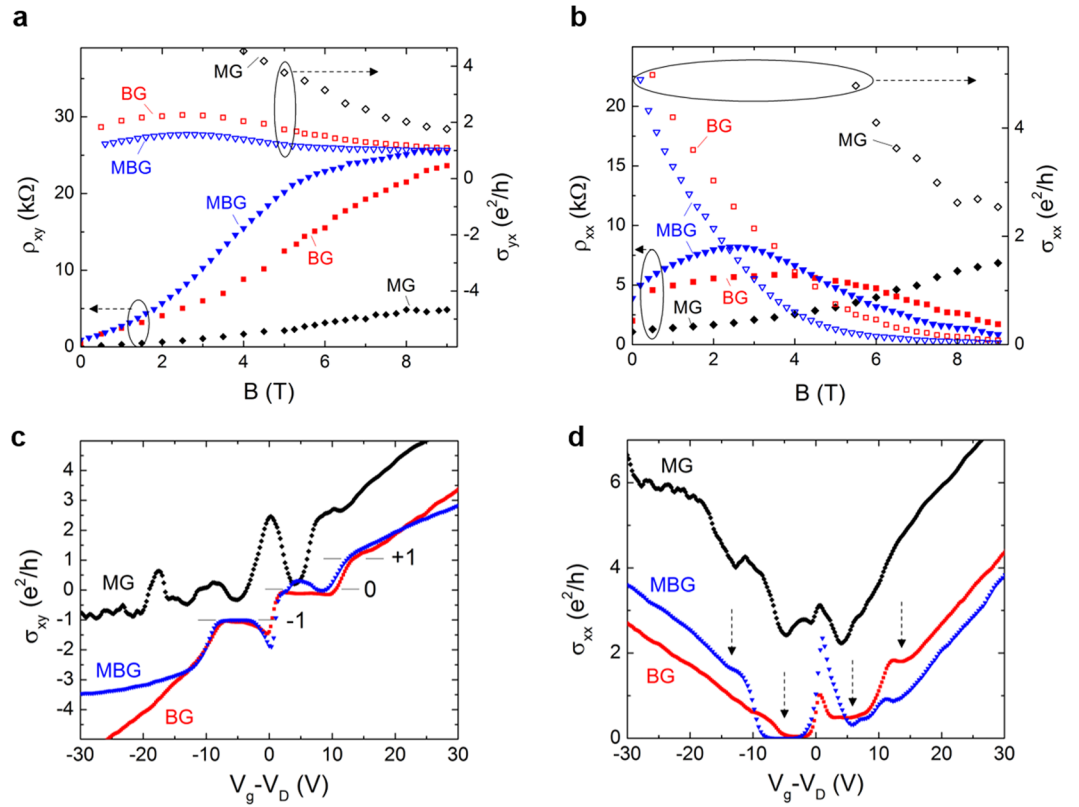 a
ρxy (kΩ)
30
20
10
0
0
2
4
6
8
B (T)
4
2
0
-2
-4
σyx (e²/h)
MG
BG
MBG
MBG
BG
MG
b
ρxx (kΩ)
20
15
10
5
0
0
2
4
6
8
B (T)
4
2
0
σxx (e²/h)
BG
MG
MBG
BG
MG
c
σxy (e²/h)
4
3
2
1
0
-1
-2
-3
-4
-30
-20
-10
0
10
20
30
Vg-VD (V)
MG
+1
0
-1
MBG
BG
d
σxx (e²/h)
6
4
2
0
-30
-20
-10
0
10
20
30
Vg-VD (V)
MG
MBG
BG